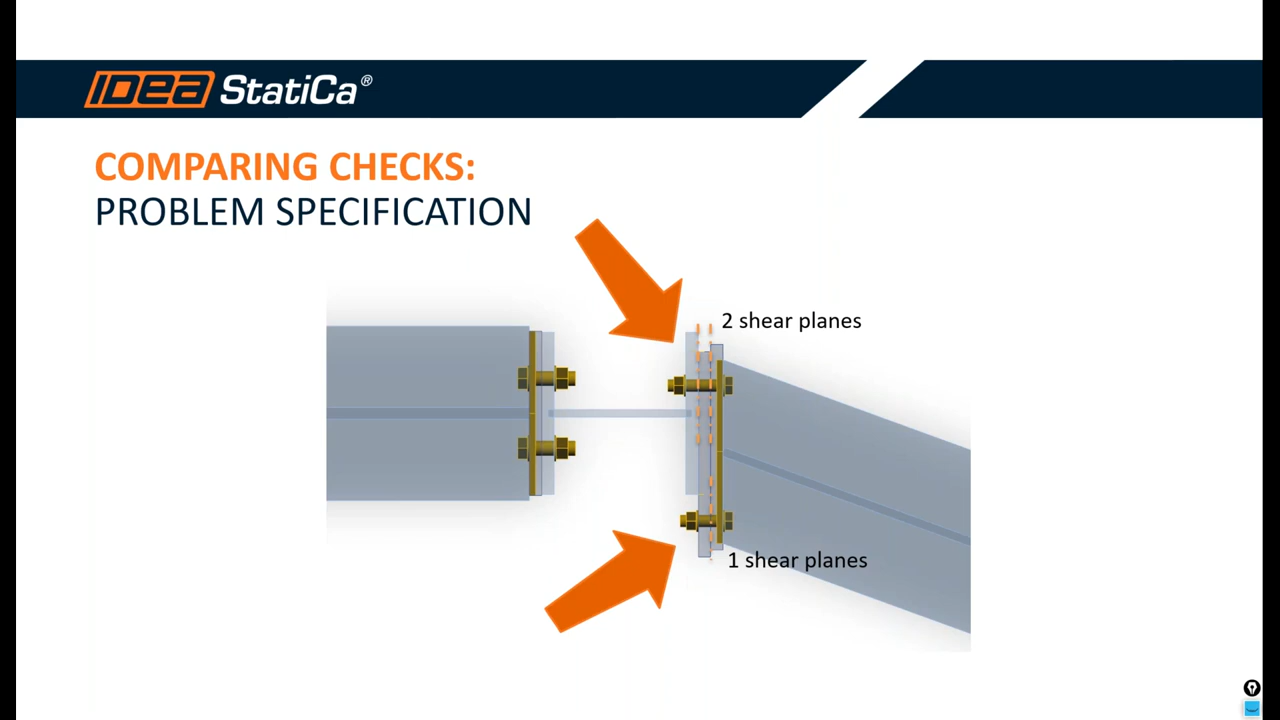 IDEA StatiCa®
COMPARING CHECKS:
PROBLEM SPECIFICATION
2 shear planes
1 shear planes